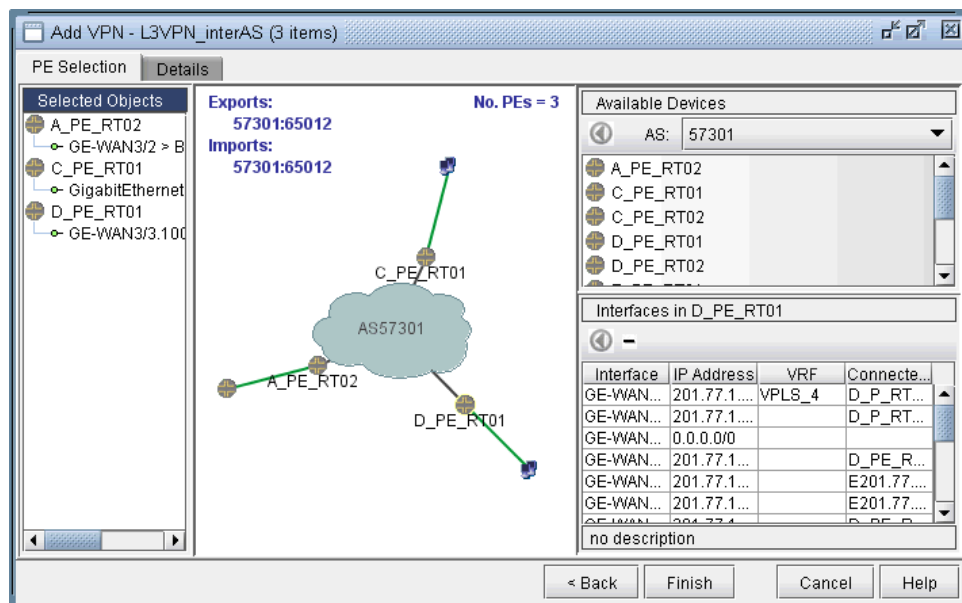 Add VPN - L3VPN_interAS (3 items)
PE Selection
Details
Selected Objects
A_PE_RT02
GE-WAN3/2 > B
C_PE_RT01
GigabitEthernet
D_PE_RT01
GE-WAN3/3.100
Exports:
57301:65012
Imports:
57301:65012
No. PEs = 3
C_PE_RT01
AS57301
A_PE_RT02
D_PE_RT01
Available Devices
AS: 57301
A_PE_RT02
C_PE_RT01
C_PE_RT02
D_PE_RT01
D_PE_RT02
Interfaces in D_PE_RT01
Interface IP Address VRF Connecte...
GE-WAN... 201.77.1.... VPLS_4 D_P_RT...
GE-WAN... 201.77.1... D_P_RT...
GE-WAN... 0.0.0.0/0
GE-WAN... 201.77.1... D_PE_R...
GE-WAN... 201.77.1... E201.77....
GE-WAN... 201.77.1... E201.77....
no description
< Back Finish Cancel Help